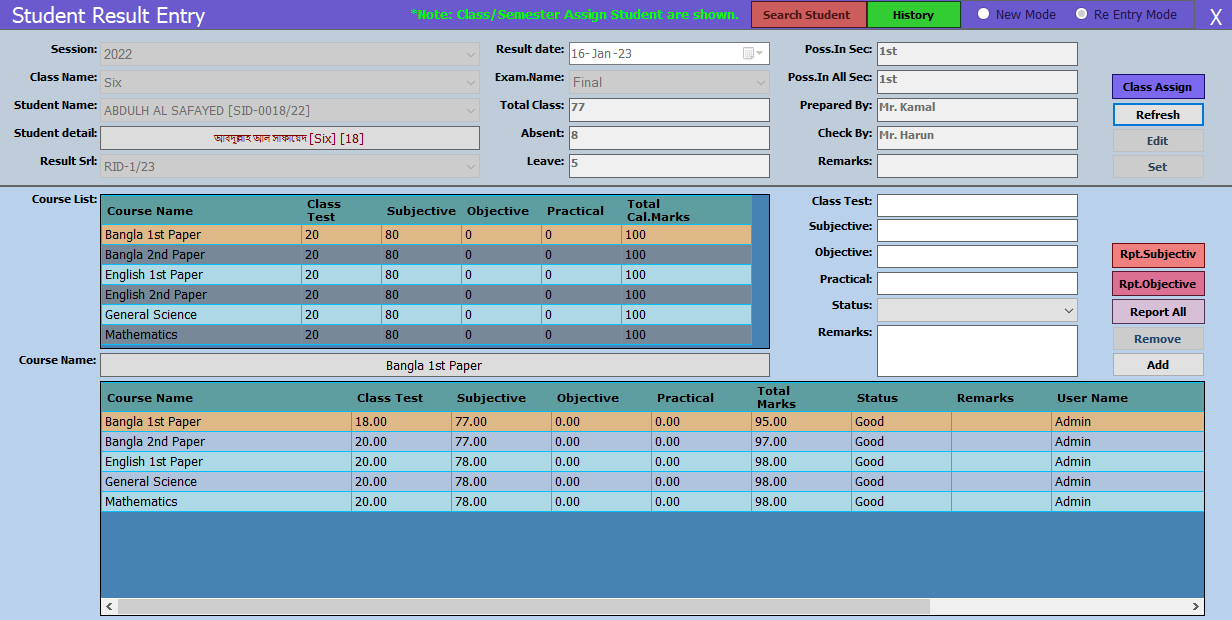 Student Result Entry
*Note: Class/Semester Assign Student are shown.
Search Student
History
New Mode
Re Entry Mode
X
Session: 2022
Result date: 16-Jan-23
Poss.In Sec: 1st
Class Name: Six
Exam.Name: Final
Poss.In All Sec: 1st
Class Assign
Student Name: ABDULH AL SAFAYED [SID-0018/22]
Total Class: 77
Prepared By: Mr. Kamal
Refresh
Student detail: আবদুল্লাহ আল সাফায়েদ [Six] [18]
Absent: 8
Check By: Mr. Harun
Edit
Result Srl: RID-1/23
Leave: 5
Remarks:
Set
Course List:
Course Name Class Test Subjective Objective Practical Total Cal.Marks
Bangla 1st Paper 20 80 0 0 100
Bangla 2nd Paper 20 80 0 0 100
English 1st Paper 20 80 0 0 100
English 2nd Paper 20 80 0 0 100
General Science 20 80 0 0 100
Mathematics 20 80 0 0 100
Class Test:
Subjective:
Objective:
Practical:
Status:
Remarks:
Rpt.Subjectiv
Rpt.Objective
Report All
Remove
Add
Course Name: Bangla 1st Paper
Course Name Class Test Subjective Objective Practical Total Marks Status Remarks User Name
Bangla 1st Paper 18.00 77.00 0.00 0.00 95.00 Good Admin
Bangla 2nd Paper 20.00 77.00 0.00 0.00 97.00 Good Admin
English 1st Paper 20.00 78.00 0.00 0.00 98.00 Good Admin
General Science 20.00 78.00 0.00 0.00 98.00 Good Admin
Mathematics 20.00 78.00 0.00 0.00 98.00 Good Admin